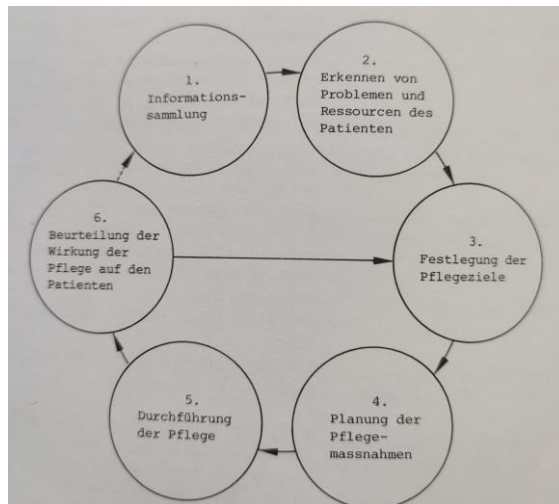 1.
Informations-
sammlung
2.
Erkennen von
Problemen und
Ressourcen des
Patienten
3.
Festlegung der
Pflegeziele
4.
Planung der
Pflege-
massnahmen
5.
Durchführung
der Pflege
6.
Beurteilung der
Wirkung der
Pflege auf den
Patienten